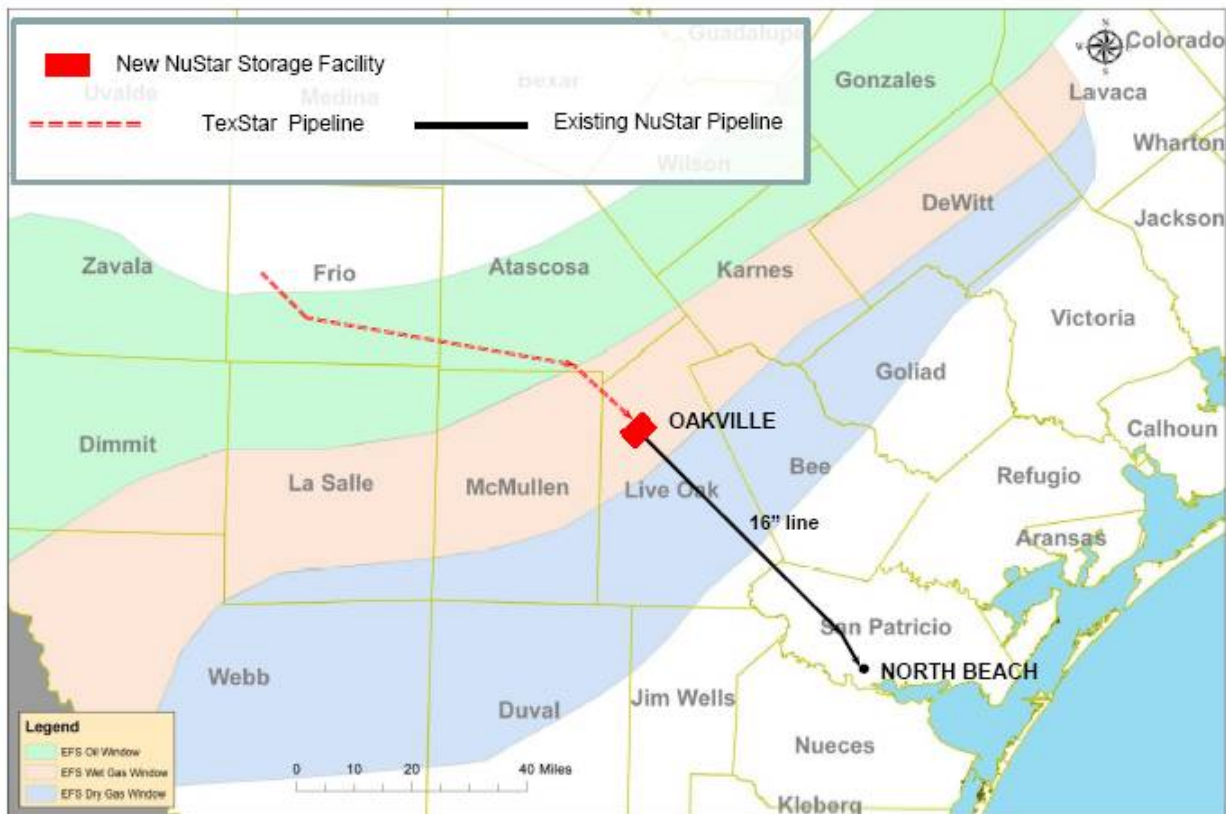 New NuStar Storage Facility
TexStar Pipeline
Existing NuStar Pipeline
Guadalupe
Uvalde
Medina
Bexar
Wilson
Gonzales
Colorado
Lavaca
Wharton
DeWitt
Jackson
Zavala
Frio
Atascosa
Karnes
Victoria
Goliad
OAKVILLE
Calhoun
Dimmit
La Salle
McMullen
Live Oak
Bee
Refugio
16" line
Aransas
San Patricio
Webb
NORTH BEACH
Duval
Jim Wells
Nueces
Kleberg
Legend
EFS Oil Window
EFS Wet Gas Window
EFS Dry Gas Window
0 10 20 40 Miles
S
W
S